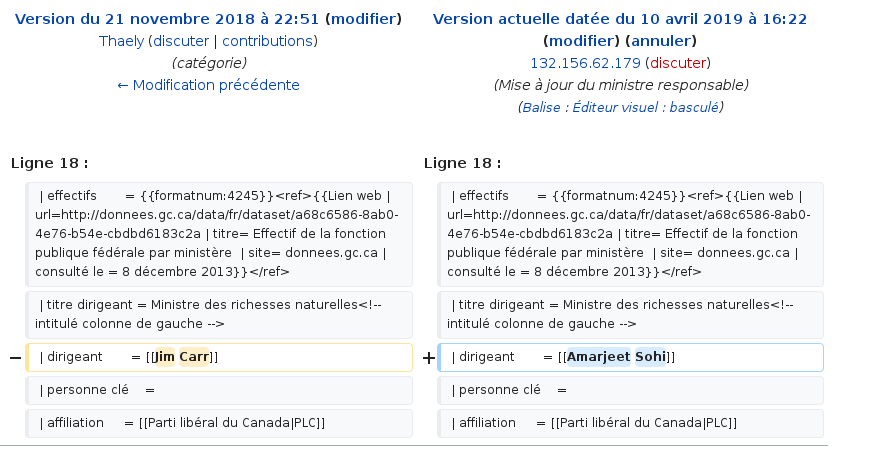 Version du 21 novembre 2018 à 22:51 (modifier)
Thaely (discuter | contributions)
(catégorie)
← Modification précédente
Version actuelle datée du 10 avril 2019 à 16:22
(modifier) (annuler)
132.156.62.179 (discuter)
(Mise à jour du ministre responsable)
(Balise : Éditeur visuel : basculé)
Ligne 18 :
Ligne 18 :
| effectifs = {{formatnum:4245}}<ref>{{Lien web |
url=http://donnees.gc.ca/data/fr/dataset/a68c6586-8ab0-
4e76-b54e-cbdbd6183c2a | titre= Effectif de la fonction
publique fédérale par ministère | site= donnees.gc.ca |
consulté le = 8 décembre 2013}}</ref>
| effectifs = {{formatnum:4245}}<ref>{{Lien web |
url=http://donnees.gc.ca/data/fr/dataset/a68c6586-8ab0-
4e76-b54e-cbdbd6183c2a | titre= Effectif de la fonction
publique fédérale par ministère | site= donnees.gc.ca |
consulté le = 8 décembre 2013}}</ref>
| titre dirigeant = Ministre des richesses naturelles<!--
intitulé colonne de gauche -->
| titre dirigeant = Ministre des richesses naturelles<!--
intitulé colonne de gauche -->
− | dirigeant = [[Jim Carr]]
+ | dirigeant = [[Amarjeet Sohi]]
| personne clé =
| personne clé =
| affiliation = [[Parti libéral du Canada|PLC]]
| affiliation = [[Parti libéral du Canada|PLC]]